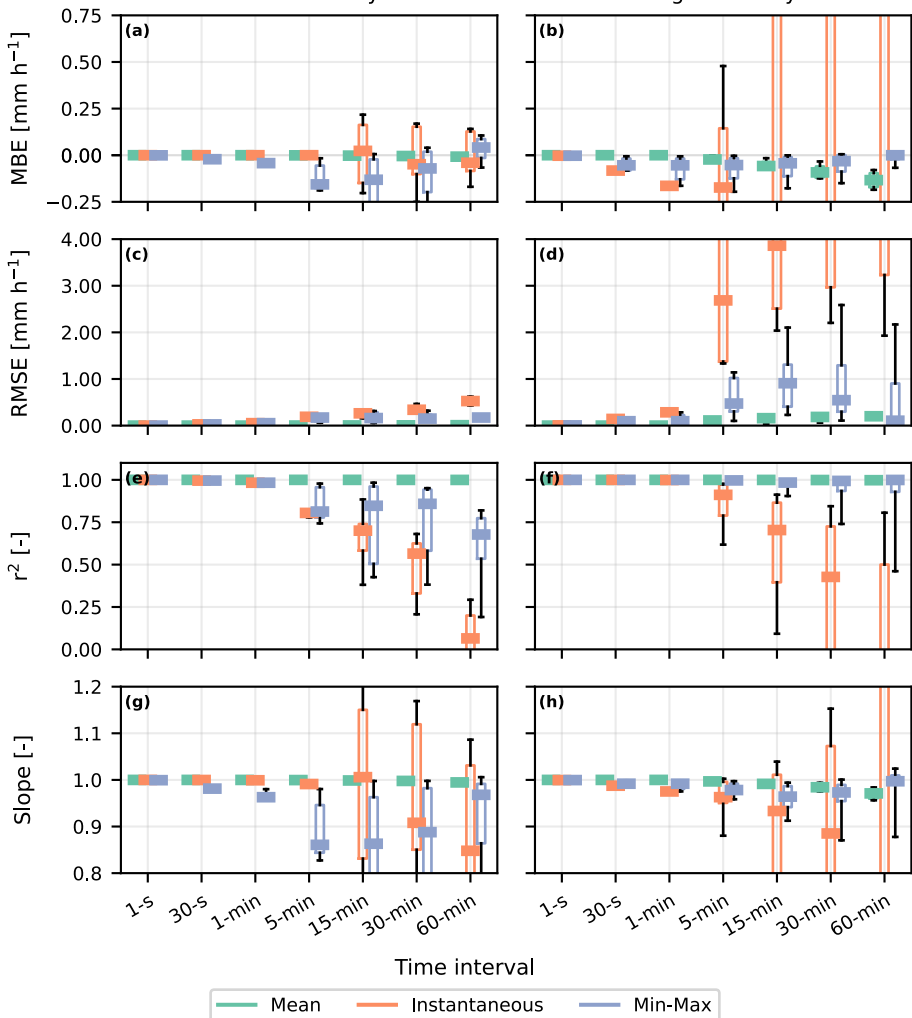 (a) (b)
0.75
0.50
0.25
0.00
−0.25
MBE [mm h⁻¹]
(c) (d)
4.00
3.00
2.00
1.00
0.00
RMSE [mm h⁻¹]
(e) (f)
1.00
0.75
0.50
0.25
0.00
r² [-]
(g) (h)
1.2
1.1
1.0
0.9
0.8
Slope [-]
1-s 30-s 1-min 5-min 15-min 30-min 60-min 1-s 30-s 1-min 5-min 15-min 30-min 60-min
Time interval
Mean Instantaneous Min-Max